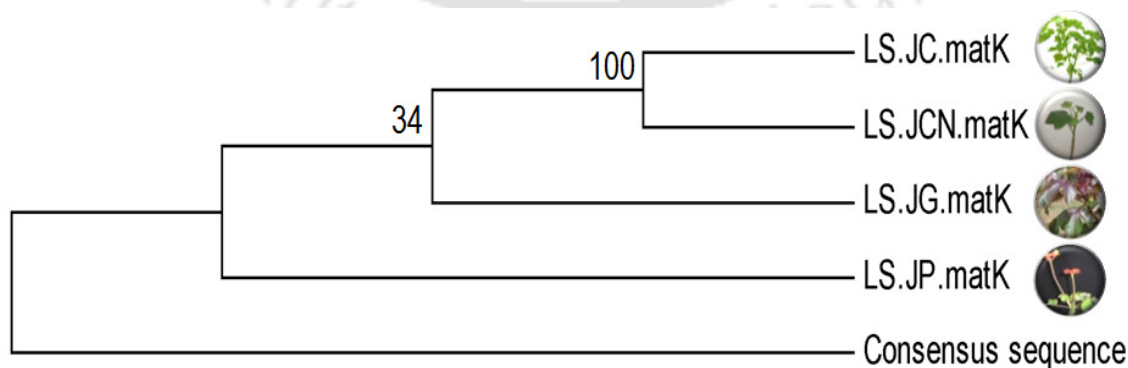 LS.JC.matK
100
LS.JCN.matK
34
LS.JG.matK
LS.JP.matK
Consensus sequence